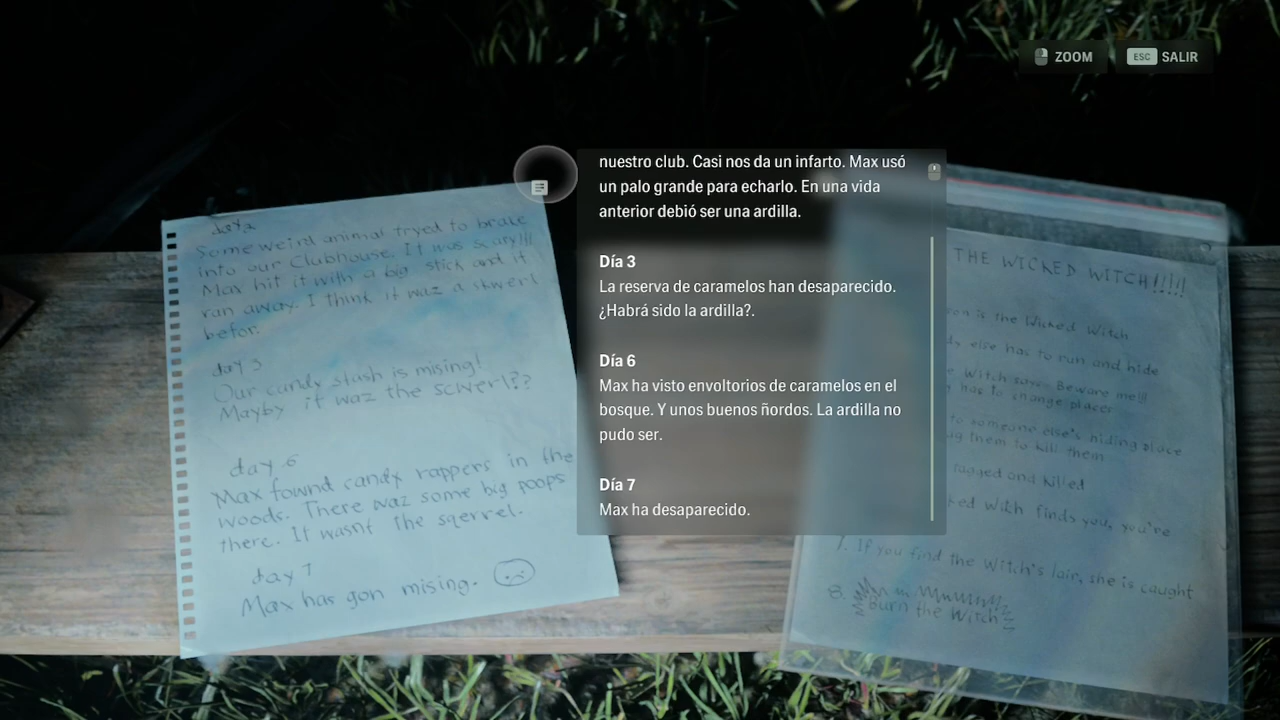 ZOOM
ESC SALIR
day 2
Some weird animal tryed to brake
into our Clubhouse. It was scary!!!
Max hit it with a big stick and it
ran away. I think it waz a skwerl
befor.
day 3
Our candy stash is mising!
Mayby it waz the scwerl??
day 6
Max fownd candy rappers in the
woods. There waz some big poops
there. It wasnt the sqerrel.
day 7
Max has gon mising.
nuestro club. Casi nos da un infarto. Max usó
un palo grande para echarlo. En una vida
anterior debió ser una ardilla.
Día 3
La reserva de caramelos han desaparecido.
¿Habrá sido la ardilla?.
Día 6
Max ha visto envoltorios de caramelos en el
bosque. Y unos buenos ñordos. La ardilla no
pudo ser.
Día 7
Max ha desaparecido.
THE WICKED WITCH!!!!!
is the Wicked Witch
else has to run and hide
Witch says Beware me!!!
has to change places
to someone else's hiding place
them to kill them
and killed
finds you, you're
7. If you find the Witch's lair, she is caught
8.
Burn the Witch